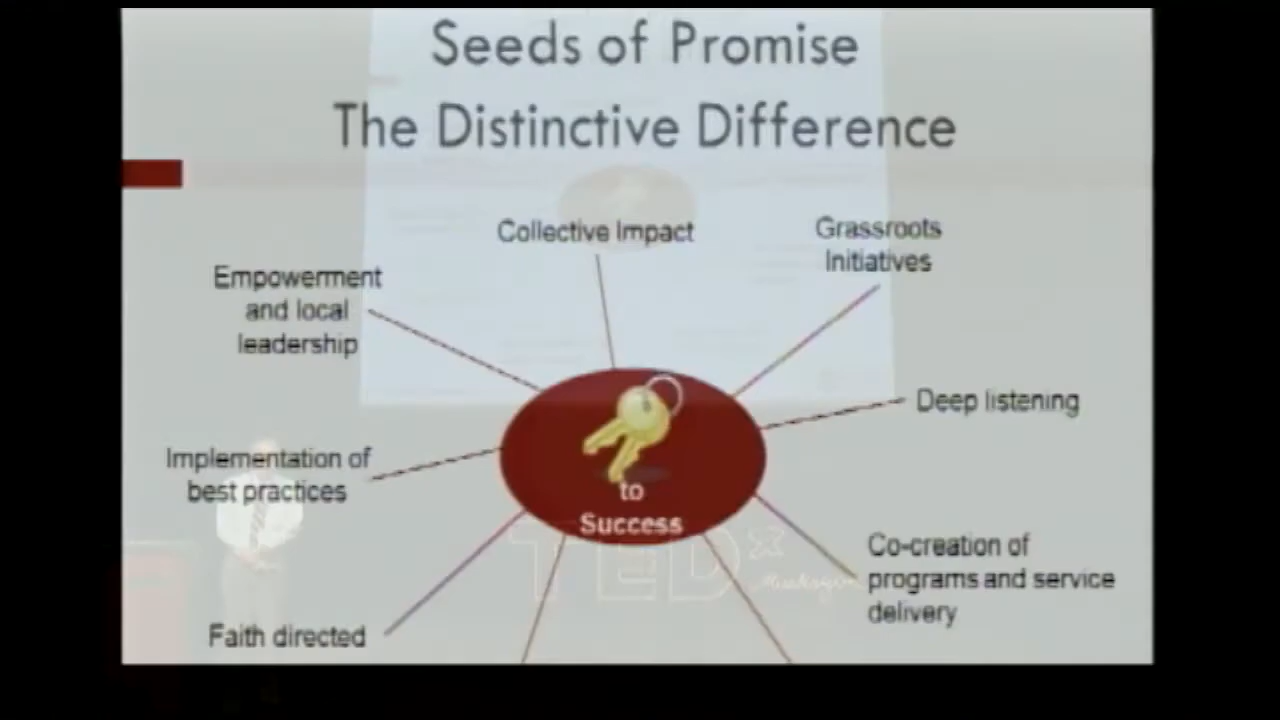 Seeds of Promise
The Distinctive Difference
Collective Impact
Grassroots
Initiatives
Empowerment
and local
leadership
Deep listening
Implementation of
best practices
to
Success
Co-creation of
programs and service
delivery
Faith directed
TEDx